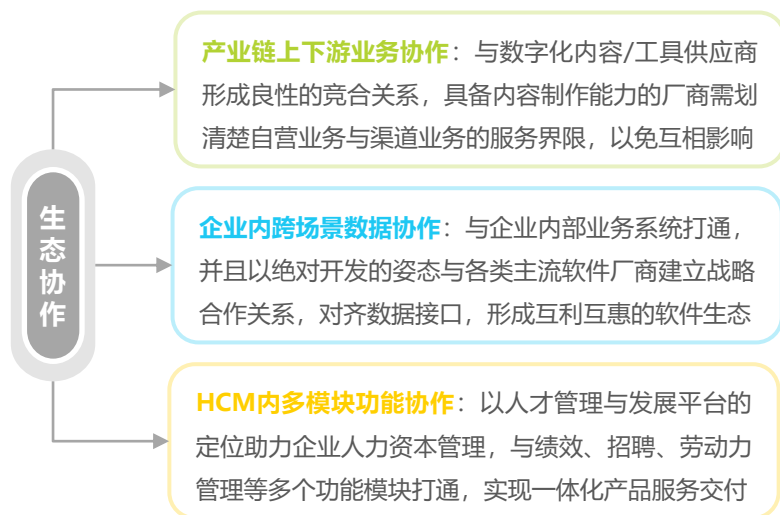 产业链上下游业务协作：与数字化内容/工具供应商
形成良性的竞合关系，具备内容制作能力的厂商需划
清楚自营业务与渠道业务的服务界限，以免互相影响
生态协作
企业内跨场景数据协作：与企业内部业务系统打通，
并且以绝对开发的姿态与各类主流软件厂商建立战略
合作关系，对齐数据接口，形成互利互惠的软件生态
HCM内多模块功能协作：以人才管理与发展平台的
定位助力企业人力资本管理，与绩效、招聘、劳动力
管理等多个功能模块打通，实现一体化产品服务交付